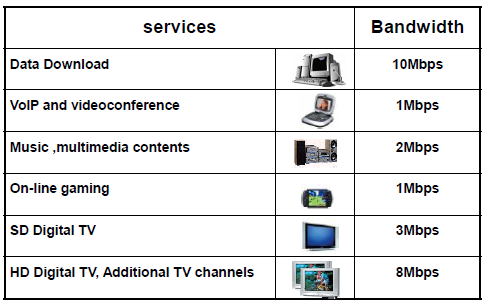 services Bandwidth
Data Download 10Mbps
VoIP and videoconference 1Mbps
Music ,multimedia contents 2Mbps
On-line gaming 1Mbps
SD Digital TV 3Mbps
HD Digital TV, Additional TV channels 8Mbps